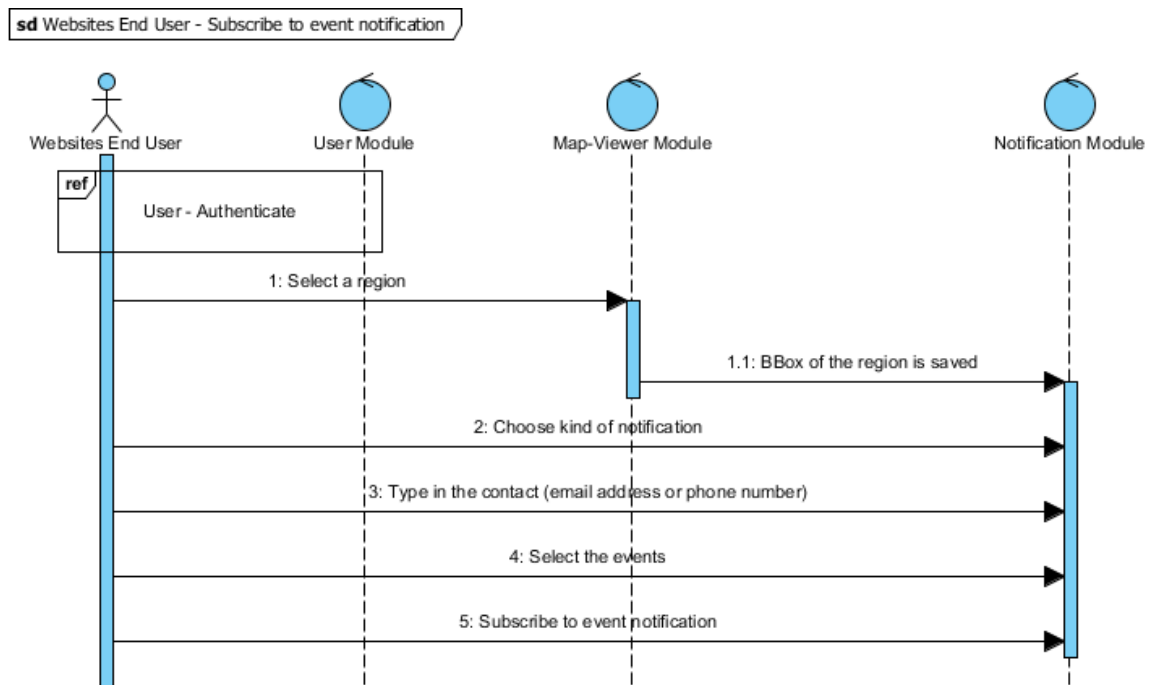 sd Websites End User - Subscribe to event notification
Websites End User
User Module
Map-Viewer Module
Notification Module
ref
User - Authenticate
1: Select a region
1.1: BBox of the region is saved
2: Choose kind of notification
3: Type in the contact (email address or phone number)
4: Select the events
5: Subscribe to event notification